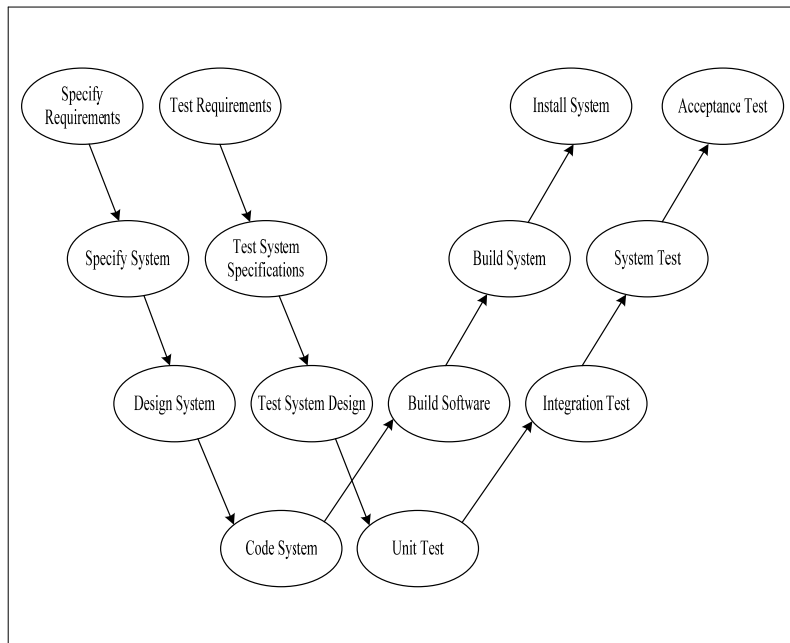 Specify
Requirements
Test Requirements
Install System
Acceptance Test
Specify System
Test System
Specifications
Build System
System Test
Design System
Test System Design
Build Software
Integration Test
Code System
Unit Test